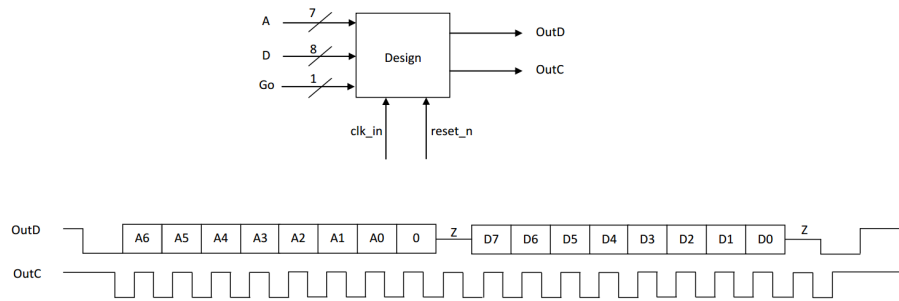 A 7
D 8
Go 1
Design
OutD
OutC
clk_in reset_n
OutD A6 A5 A4 A3 A2 A1 A0 0 Z D7 D6 D5 D4 D3 D2 D1 D0 Z
OutC